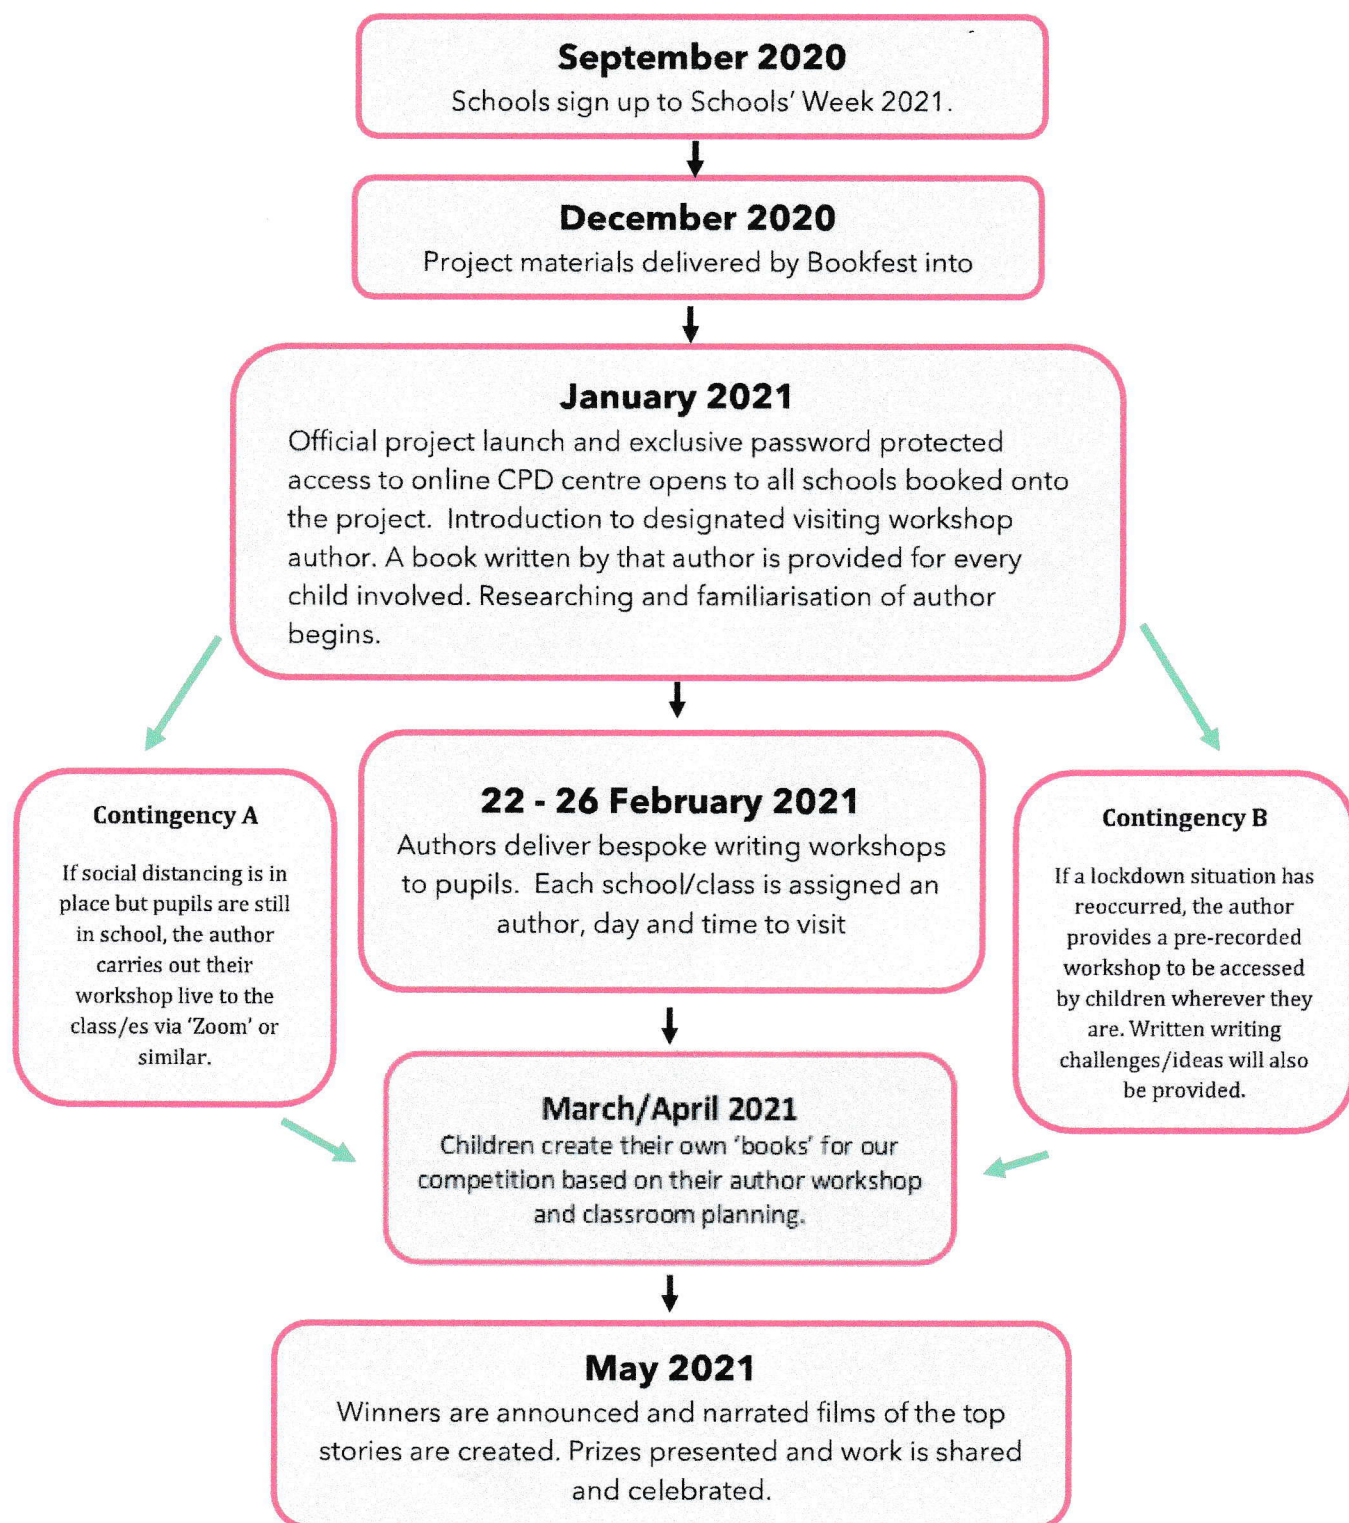 September 2020
Schools sign up to Schools' Week 2021.
December 2020
Project materials delivered by Bookfest into
January 2021
Official project launch and exclusive password protected
access to online CPD centre opens to all schools booked onto
the project.  Introduction to designated visiting workshop
author. A book written by that author is provided for every
child involved. Researching and familiarisation of author
begins.
Contingency A
If social distancing is in
place but pupils are still
in school, the author
carries out their
workshop live to the
class/es via 'Zoom' or
similar.
22 - 26 February 2021
Authors deliver bespoke writing workshops
to pupils.  Each school/class is assigned an
author, day and time to visit
Contingency B
If a lockdown situation has
reoccurred, the author
provides a pre-recorded
workshop to be accessed
by children wherever they
are. Written writing
challenges/ideas will also
be provided.
March/April 2021
Children create their own 'books' for our
competition based on their author workshop
and classroom planning.
May 2021
Winners are announced and narrated films of the top
stories are created. Prizes presented and work is shared
and celebrated.